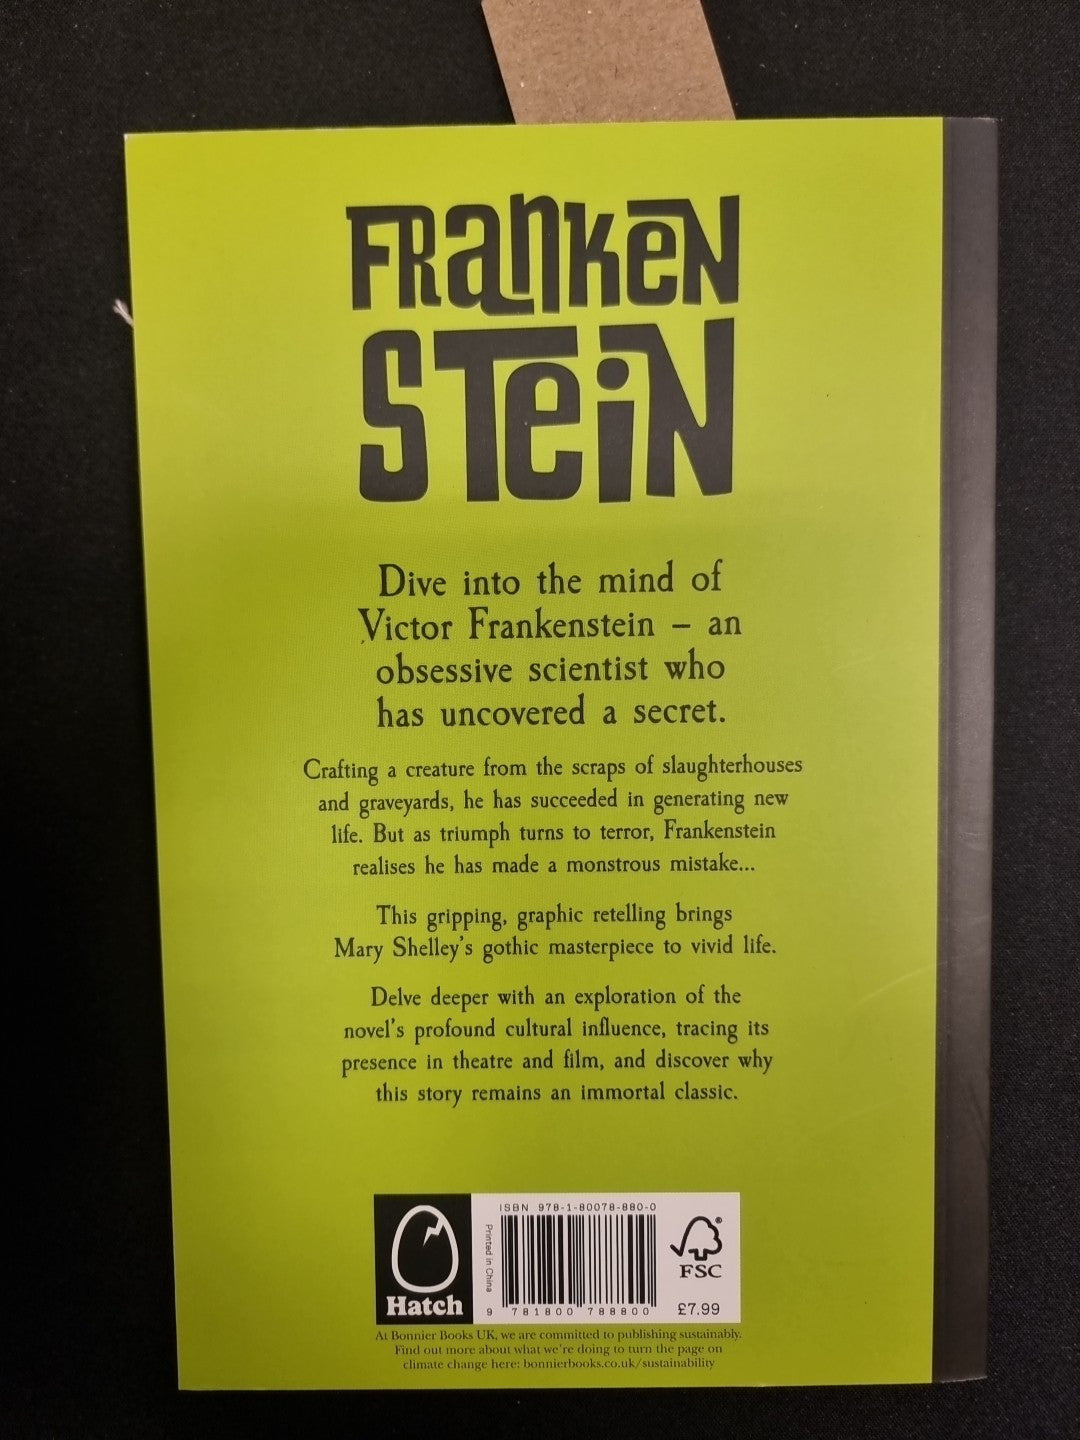 FRanken
STeiN
Dive into the mind of
Victor Frankenstein – an
obsessive scientist who
has uncovered a secret.
Crafting a creature from the scraps of slaughterhouses
and graveyards, he has succeeded in generating new
life. But as triumph turns to terror, Frankenstein
realises he has made a monstrous mistake...
This gripping, graphic retelling brings
Mary Shelley's gothic masterpiece to vivid life.
Delve deeper with an exploration of the
novel's profound cultural influence, tracing its
presence in theatre and film, and discover why
this story remains an immortal classic.
Hatch
Printed in China
ISBN 978-1-80078-880-0
9 781800 788800
®
FSC
£7.99
At Bonnier Books UK, we are committed to publishing sustainably.
Find out more about what we're doing to turn the page on
climate change here: bonnierbooks.co.uk/sustainability